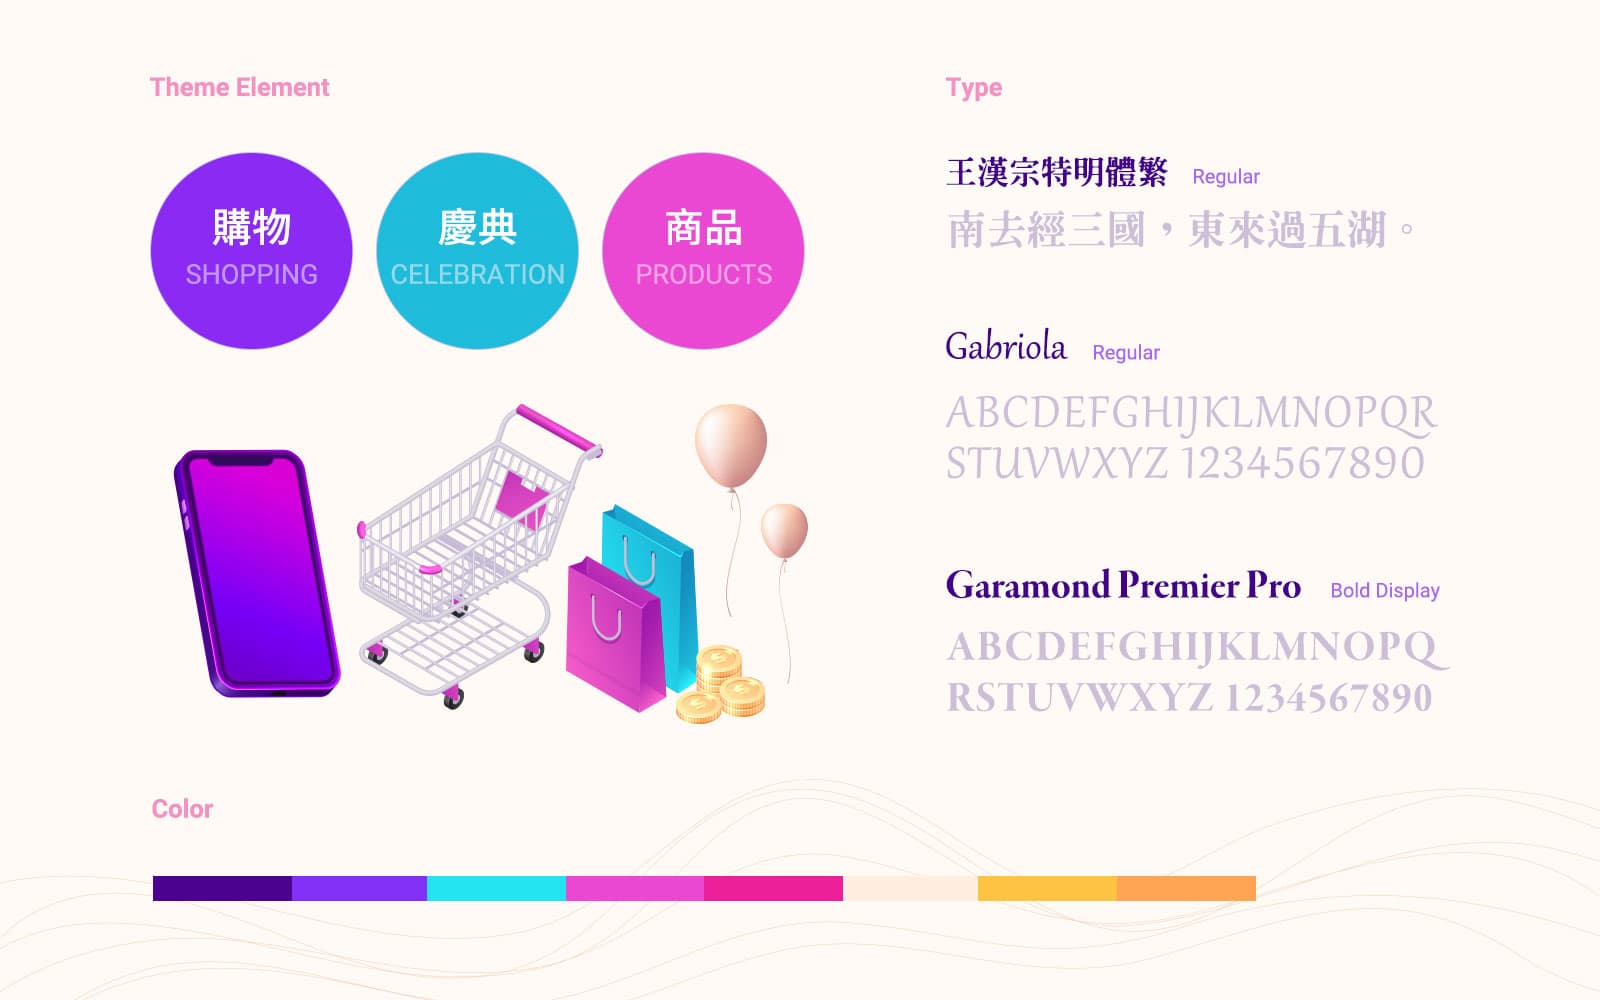 Theme Element
購物
SHOPPING
慶典
CELEBRATION
商品
PRODUCTS
Type
王漢宗特明體繁 Regular
南去經三國，東來過五湖。
Gabriola Regular
ABCDEFGHIJKLMNOPQR
STUVWXYZ 1234567890
Garamond Premier Pro Bold Display
ABCDEFGHIJKLMNOPQ
RSTUVWXYZ 1234567890
Color